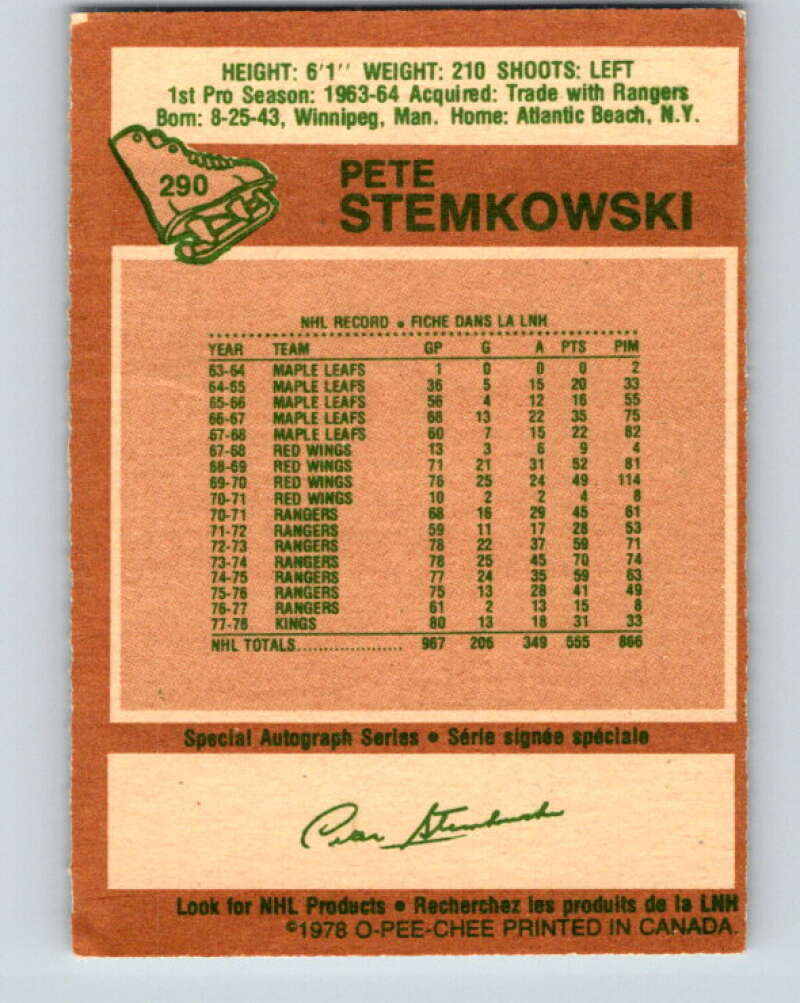 HEIGHT: 6'1" WEIGHT: 210 SHOOTS: LEFT
1st Pro Season: 1963-64 Acquired: Trade with Rangers
Born: 8-25-43, Winnipeg, Man. Home: Atlantic Beach, N.Y.
290
PETE
STEMKOWSKI
NHL RECORD • FICHE DANS LA LNH
YEAR TEAM GP G A PTS PIM
63-64 MAPLE LEAFS 1 0 0 0 2
64-65 MAPLE LEAFS 36 5 15 20 33
65-66 MAPLE LEAFS 56 4 12 16 55
66-67 MAPLE LEAFS 68 13 22 35 75
67-68 MAPLE LEAFS 60 7 15 22 82
67-68 RED WINGS 13 3 6 9 4
68-69 RED WINGS 71 21 31 52 81
69-70 RED WINGS 76 25 24 49 114
70-71 RED WINGS 10 2 2 4 8
70-71 RANGERS 68 16 29 45 61
71-72 RANGERS 59 11 17 28 53
72-73 RANGERS 78 22 37 59 71
73-74 RANGERS 78 25 45 70 74
74-75 RANGERS 77 24 35 59 63
75-76 RANGERS 75 13 28 41 49
76-77 RANGERS 61 2 13 15 8
77-78 KINGS 80 13 18 31 33
NHL TOTALS.................... 967 206 349 555 866
Special Autograph Series • Série signée spéciale
Pete Stemkowski
Look for NHL Products • Recherchez les produits de la LNH
©1978 O-PEE-CHEE PRINTED IN CANADA.